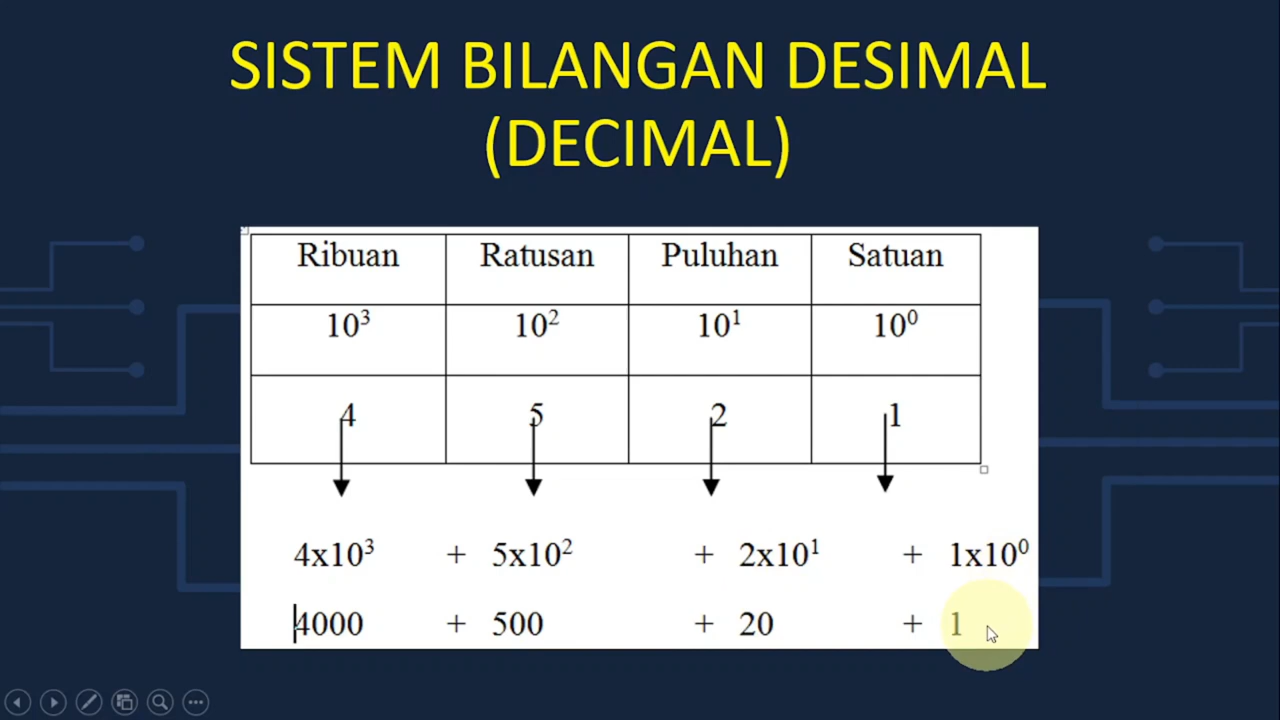 SISTEM BILANGAN DESIMAL
(DECIMAL)
Ribuan Ratusan Puluhan Satuan
10³ 10² 10¹ 10⁰
4 5 2 1
4x10³ + 5x10² + 2x10¹ + 1x10⁰
4000 + 500 + 20 + 1